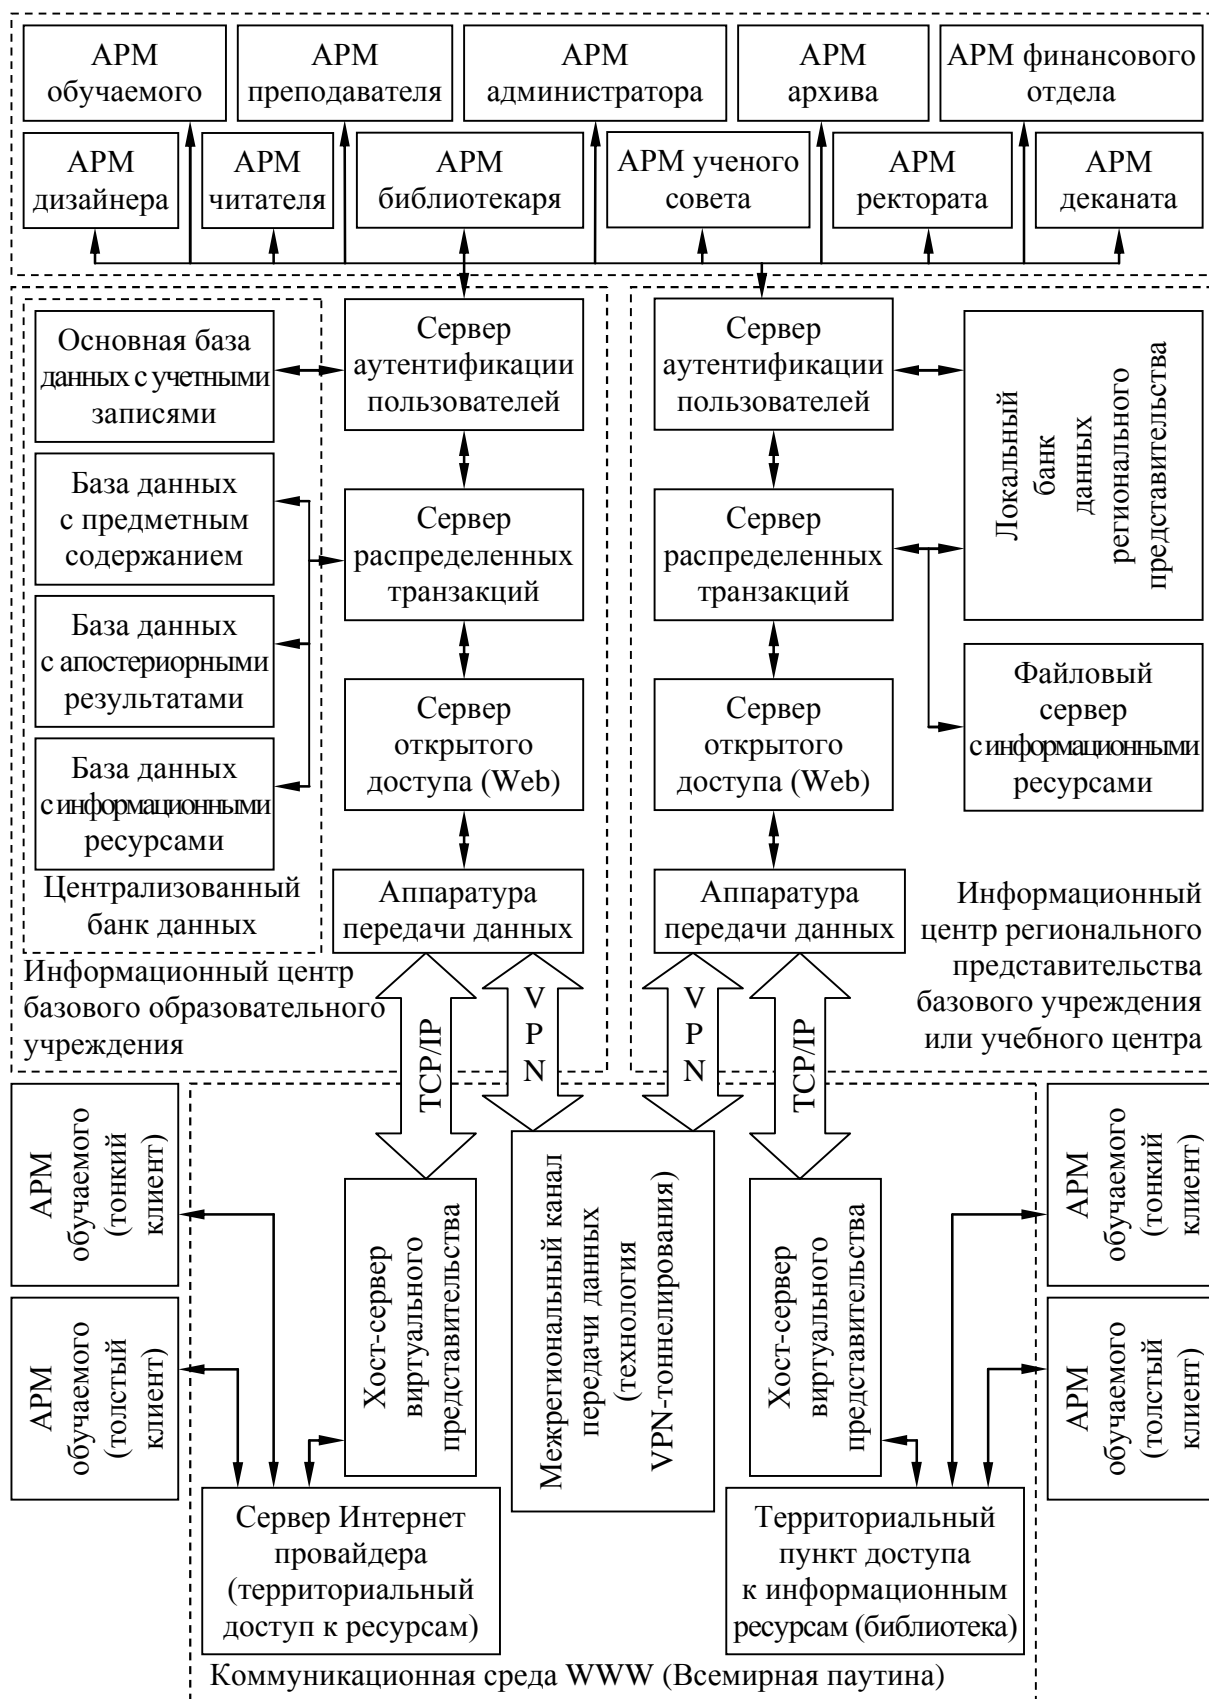 АРМ
обучаемого
АРМ
преподавателя
АРМ
администратора
АРМ
архива
АРМ финансового
отдела
АРМ
дизайнера
АРМ
читателя
АРМ
библиотекаря
АРМ ученого
совета
АРМ
ректората
АРМ
деканата
Основная база
данных с учетными
записями
Сервер
аутентификации
пользователей
Сервер
аутентификации
пользователей
Локальный
банк
данных
регионального
представительства
База данных
с предметным
содержанием
Сервер
распределенных
транзакций
Сервер
распределенных
транзакций
База данных
с апостериорными
результатами
Сервер
открытого
доступа (Web)
Сервер
открытого
доступа (Web)
Файловый
сервер
с информационными
ресурсами
База данных
с информационными
ресурсами
Централизованный
банк данных
Аппаратура
передачи данных
Аппаратура
передачи данных
Информационный центр
базового образовательного
учреждения
Информационный
центр регионального
представительства
базового учреждения
или учебного центра
TCP/IP
VPN
VPN
TCP/IP
АРМ
обучаемого
(тонкий
клиент)
АРМ
обучаемого
(толстый
клиент)
Хост-сервер
виртуального
представительства
Межрегиональный канал
передачи данных
(технология
VPN-тоннелирования)
Хост-сервер
виртуального
представительства
АРМ
обучаемого
(тонкий
клиент)
АРМ
обучаемого
(толстый
клиент)
Сервер Интернет
провайдера
(территориальный
доступ к ресурсам)
Территориальный
пункт доступа
к информационным
ресурсам (библиотека)
Коммуникационная среда WWW (Всемирная паутина)